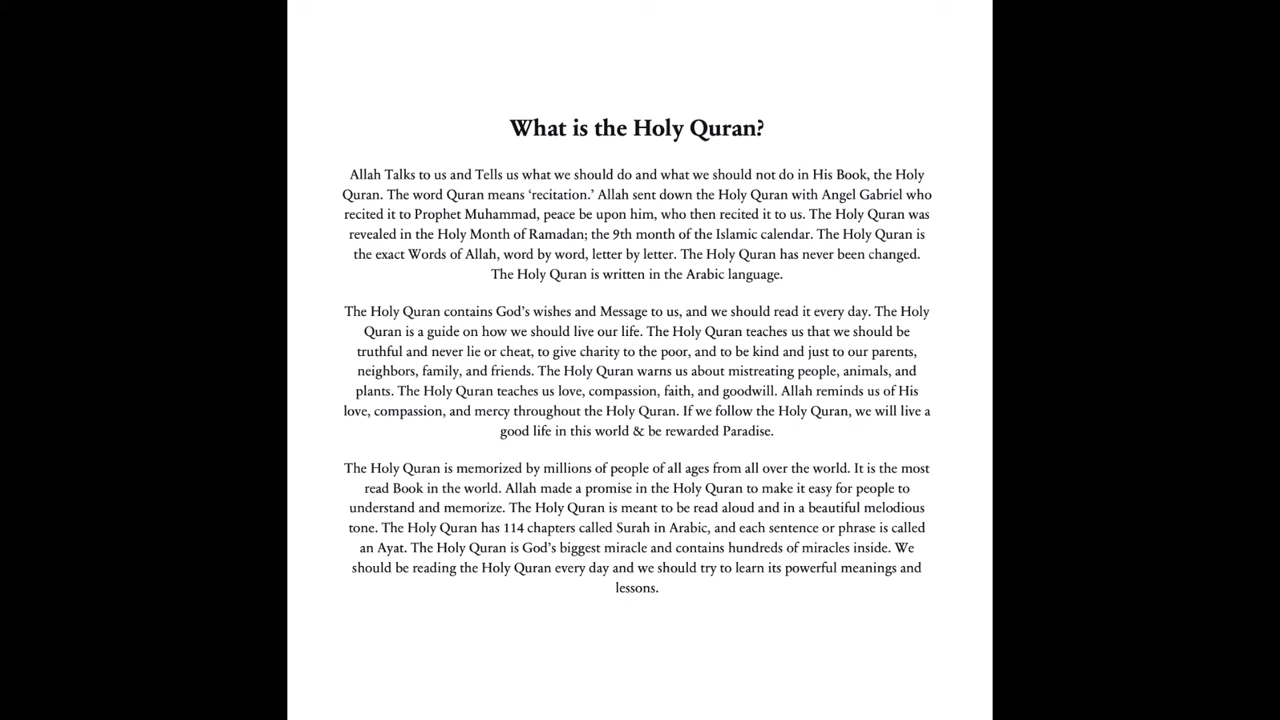 What is the Holy Quran?
Allah Talks to us and Tells us what we should do and what we should not do in His Book, the Holy
Quran. The word Quran means ‘recitation.’ Allah sent down the Holy Quran with Angel Gabriel who
recited it to Prophet Muhammad, peace be upon him, who then recited it to us. The Holy Quran was
revealed in the Holy Month of Ramadan; the 9th month of the Islamic calendar. The Holy Quran is
the exact Words of Allah, word by word, letter by letter. The Holy Quran has never been changed.
The Holy Quran is written in the Arabic language.
The Holy Quran contains God’s wishes and Message to us, and we should read it every day. The Holy
Quran is a guide on how we should live our life. The Holy Quran teaches us that we should be
truthful and never lie or cheat, to give charity to the poor, and to be kind and just to our parents,
neighbors, family, and friends. The Holy Quran warns us about mistreating people, animals, and
plants. The Holy Quran teaches us love, compassion, faith, and goodwill. Allah reminds us of His
love, compassion, and mercy throughout the Holy Quran. If we follow the Holy Quran, we will live a
good life in this world & be rewarded Paradise.
The Holy Quran is memorized by millions of people of all ages from all over the world. It is the most
read Book in the world. Allah made a promise in the Holy Quran to make it easy for people to
understand and memorize. The Holy Quran is meant to be read aloud and in a beautiful melodious
tone. The Holy Quran has 114 chapters called Surah in Arabic, and each sentence or phrase is called
an Ayat. The Holy Quran is God’s biggest miracle and contains hundreds of miracles inside. We
should be reading the Holy Quran every day and we should try to learn its powerful meanings and
lessons.